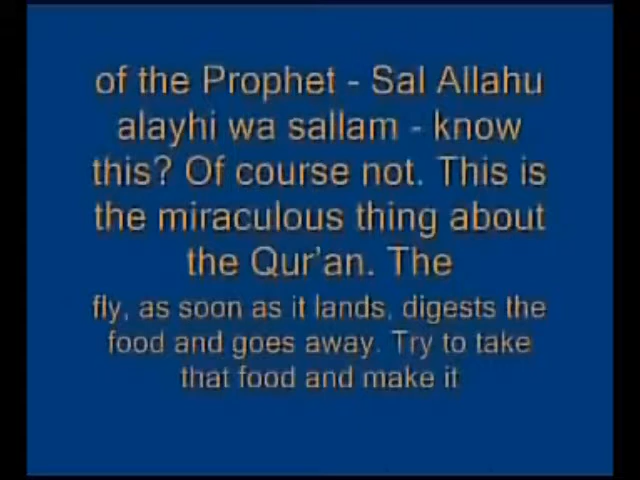 of the Prophet - Sal Allahu
alayhi wa sallam - know
this? Of course not. This is
the miraculous thing about
the Qur'an. The
fly, as soon as it lands, digests the
food and goes away. Try to take
that food and make it